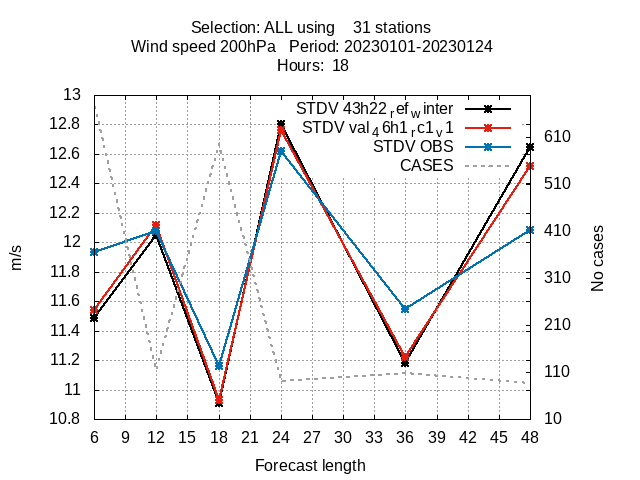 Selection: ALL using    31 stations
Wind speed 200hPa   Period: 20230101-20230124
Hours:  18
STDV 43h22_ref_winter
STDV val_46h1_rc1_v1
STDV OBS
CASES
13
12.8
12.6
12.4
12.2
12
11.8
11.6
11.4
11.2
11
10.8
m/s
610
510
410
310
210
110
10
No cases
6 9 12 15 18 21 24 27 30 33 36 39 42 45 48
Forecast length